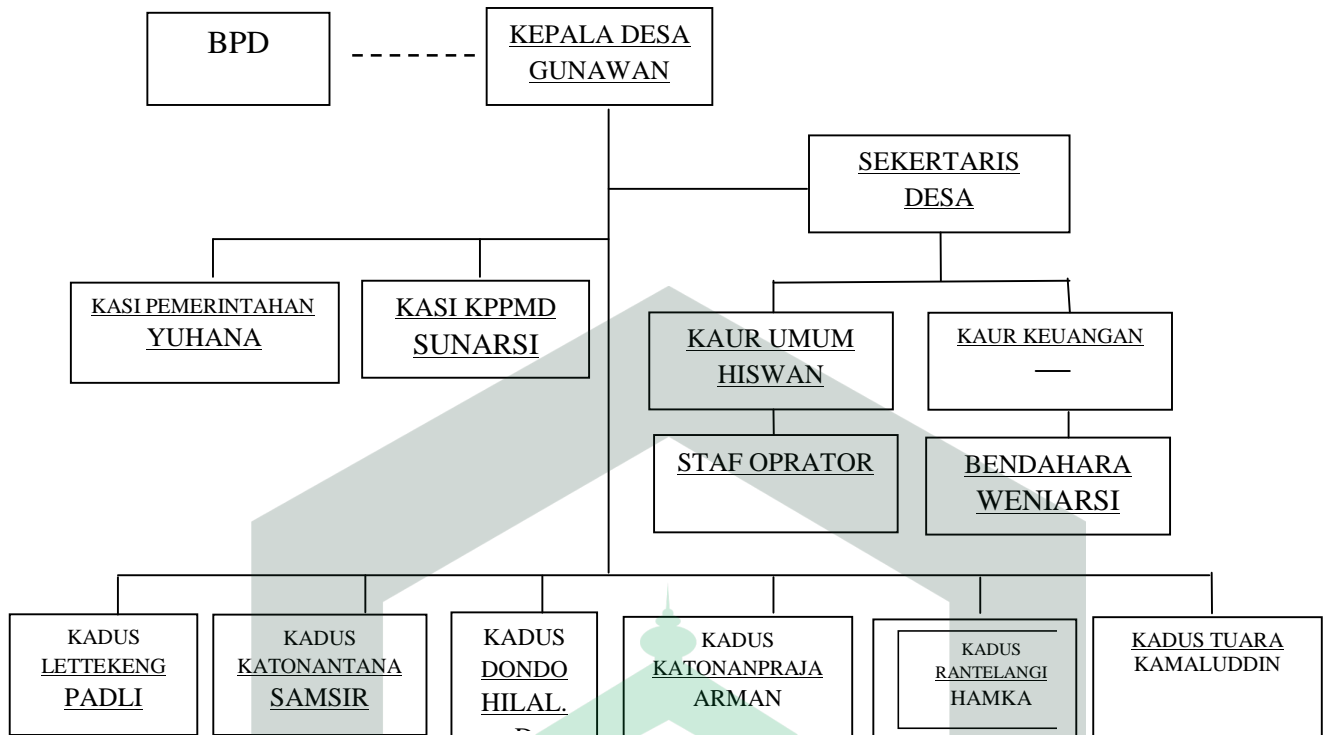 BPD
KEPALA DESA
GUNAWAN
SEKERTARIS
DESA
KASI PEMERINTAHAN
YUHANA
KASI KPPMD
SUNARSI
KAUR UMUM
HISWAN
KAUR KEUANGAN
—
STAF OPRATOR
BENDAHARA
WENIARSI
KADUS
LETTEKENG
PADLI
KADUS
KATONANTANA
SAMSIR
KADUS
DONDO
HILAL.
KADUS
KATONANPRAJA
ARMAN
KADUS
RANTELANGI
HAMKA
KADUS TUARA
KAMALUDDIN